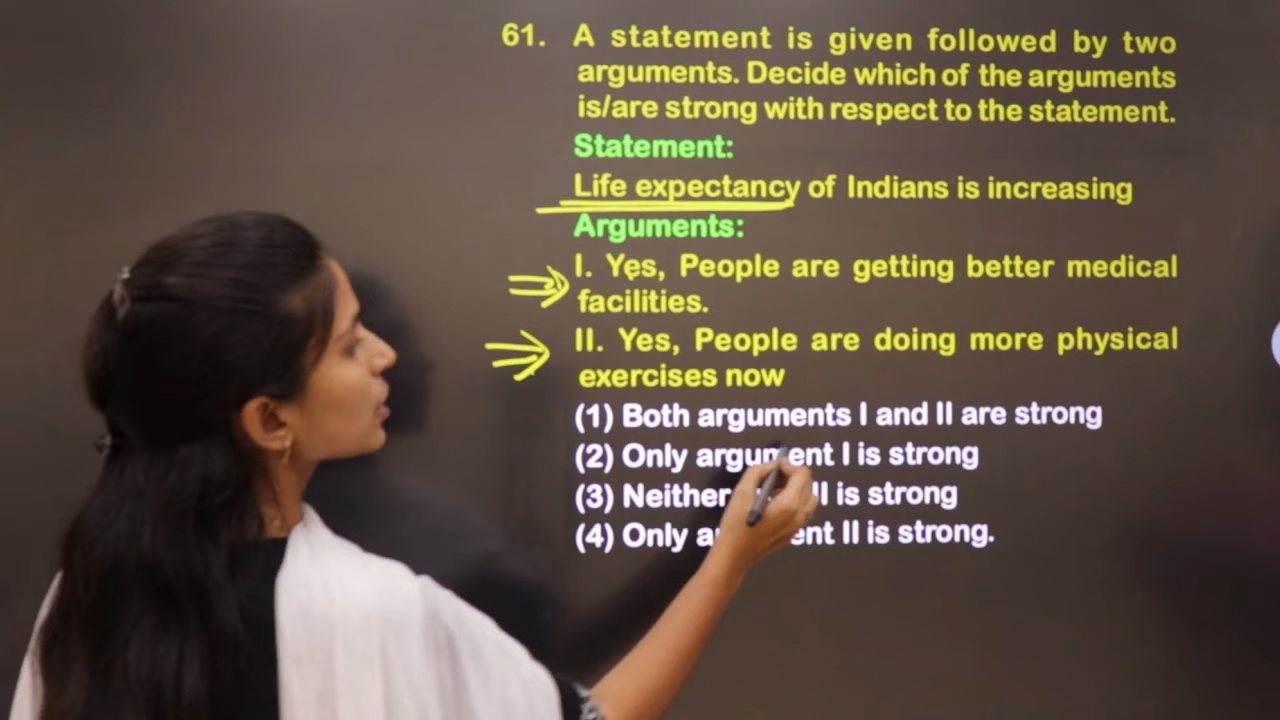 61. A statement is given followed by two
arguments. Decide which of the arguments
is/are strong with respect to the statement.
Statement:
Life expectancy of Indians is increasing
Arguments:
I. Yes, People are getting better medical
facilities.
II. Yes, People are doing more physical
exercises now
(1) Both arguments I and II are strong
(2) Only argument I is strong
(3) Neither II is strong
(4) Only II is strong.